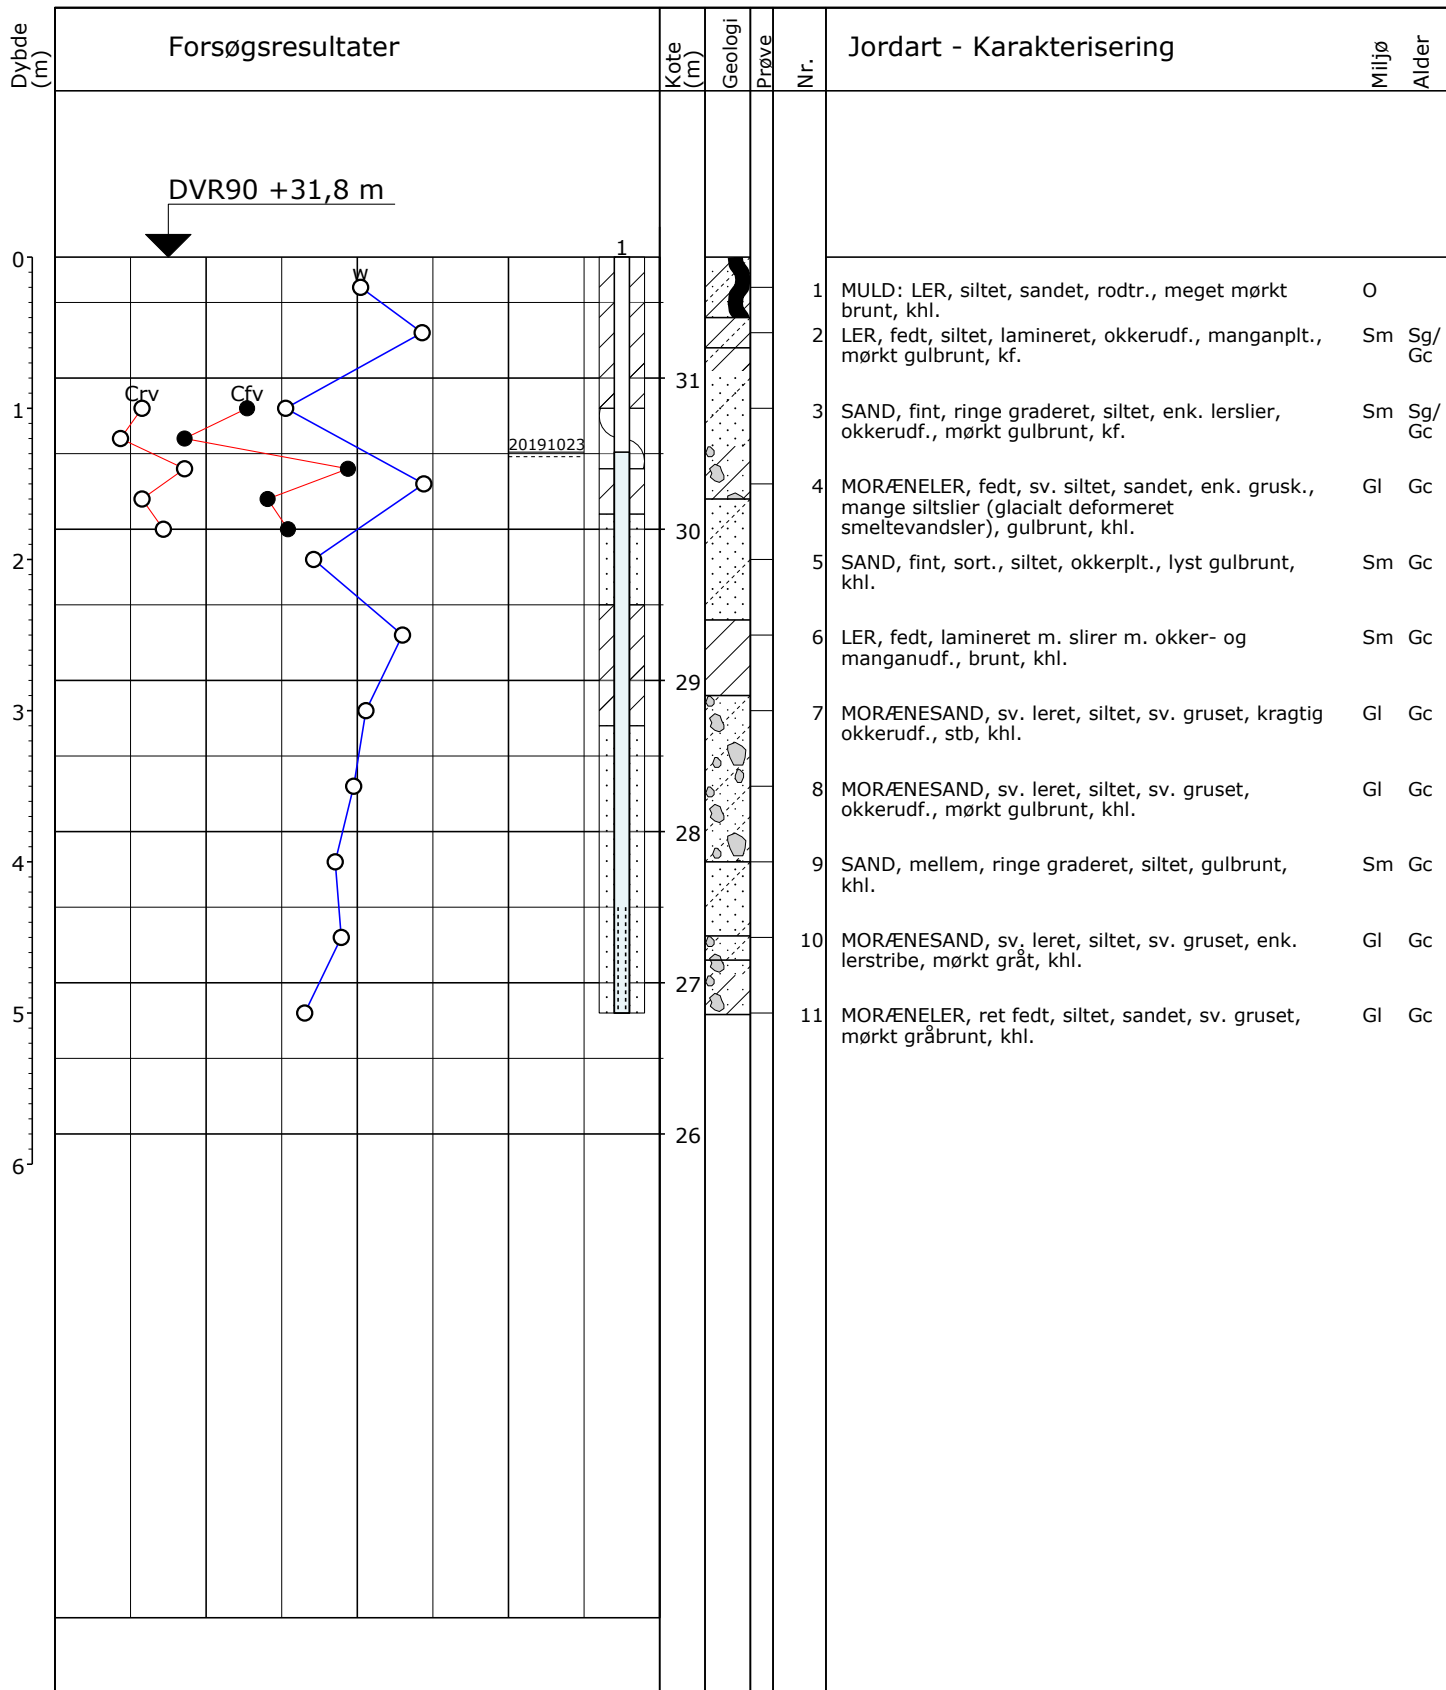 Dybde
(m)
Forsøgsresultater
Kote
(m)
Geologi
Prøve
Nr.
Jordart - Karakterisering
Miljø
Alder
DVR90 +31,8 m
0
1
w
1 MULD: LER, siltet, sandet, rodtr., meget mørkt O
brunt, khl.
2 LER, fedt, siltet, lamineret, okkerudf., manganplt., Sm Sg/
mørkt gulbrunt, kf. Gc
31
Crv
Cfv
1
3 SAND, fint, ringe graderet, siltet, enk. lerslier, Sm Sg/
okkerudf., mørkt gulbrunt, kf. Gc
20191023
4 MORÆNELER, fedt, sv. siltet, sandet, enk. grusk., Gl Gc
mange siltslier (glacialt deformeret
smeltevandsler), gulbrunt, khl.
30
2
5 SAND, fint, sort., siltet, okkerplt., lyst gulbrunt, Sm Gc
khl.
6 LER, fedt, lamineret m. slirer m. okker- og Sm Gc
manganudf., brunt, khl.
29
3
7 MORÆNESAND, sv. leret, siltet, sv. gruset, kragtig Gl Gc
okkerudf., stb, khl.
8 MORÆNESAND, sv. leret, siltet, sv. gruset, Gl Gc
okkerudf., mørkt gulbrunt, khl.
28
4
9 SAND, mellem, ringe graderet, siltet, gulbrunt, Sm Gc
khl.
10 MORÆNESAND, sv. leret, siltet, sv. gruset, enk. Gl Gc
lerstribe, mørkt gråt, khl.
27
5
11 MORÆNELER, ret fedt, siltet, sandet, sv. gruset, Gl Gc
mørkt gråbrunt, khl.
26
6